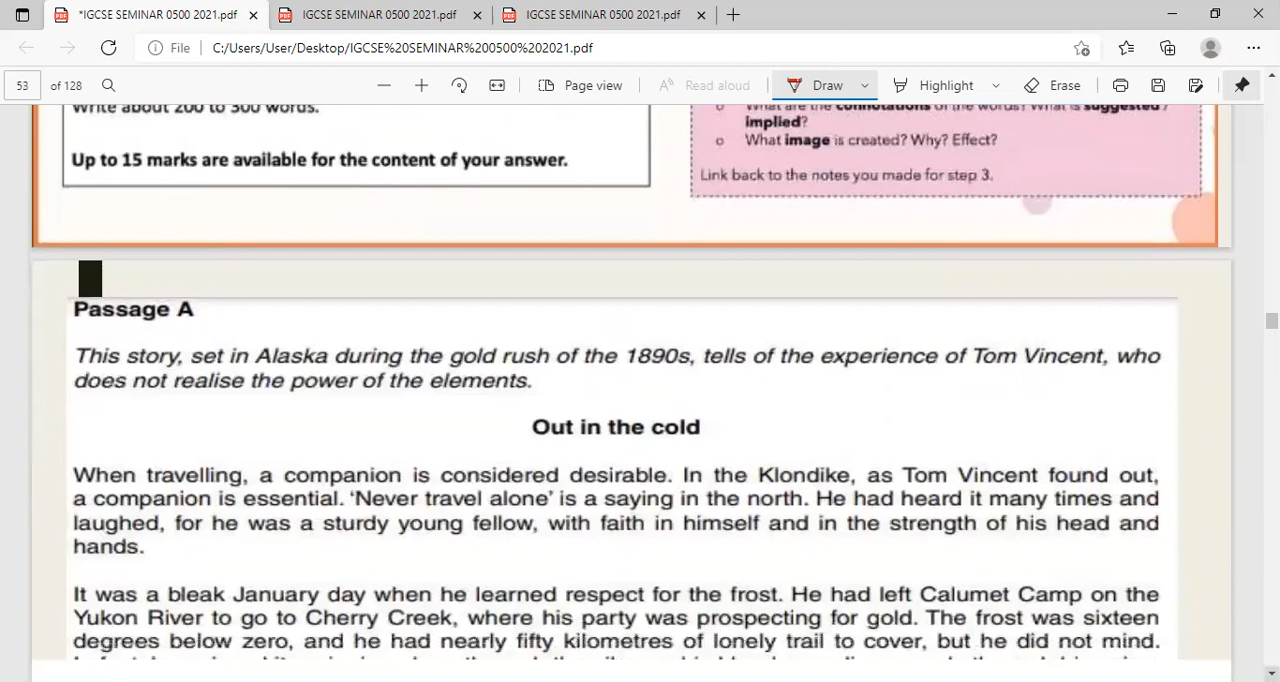 *IGCSE SEMINAR 0500 2021.pdf
IGCSE SEMINAR 0500 2021.pdf
IGCSE SEMINAR 0500 2021.pdf
File C:/Users/User/Desktop/IGCSE%20SEMINAR%200500%202021.pdf
53 of 128 Page view Read aloud Draw Highlight Erase
Write about 200 to 300 words.
Up to 15 marks are available for the content of your answer.
What are the connotations of the words? What is suggested /
implied?
What image is created? Why? Effect?
Link back to the notes you made for step 3.
Passage A
This story, set in Alaska during the gold rush of the 1890s, tells of the experience of Tom Vincent, who
does not realise the power of the elements.
Out in the cold
When travelling, a companion is considered desirable. In the Klondike, as Tom Vincent found out,
a companion is essential. ‘Never travel alone’ is a saying in the north. He had heard it many times and
laughed, for he was a sturdy young fellow, with faith in himself and in the strength of his head and
hands.
It was a bleak January day when he learned respect for the frost. He had left Calumet Camp on the
Yukon River to go to Cherry Creek, where his party was prospecting for gold. The frost was sixteen
degrees below zero, and he had nearly fifty kilometres of lonely trail to cover, but he did not mind.